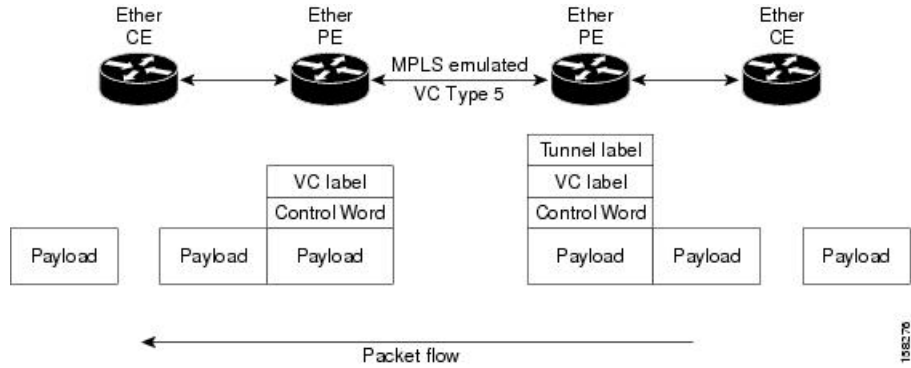 Ether
CE
Ether
PE
Ether
PE
Ether
CE
MPLS emulated
VC Type 5
Tunnel label
VC label
VC label
Control Word
Control Word
Payload
Payload
Payload
Payload
Payload
Payload
Packet flow
158276